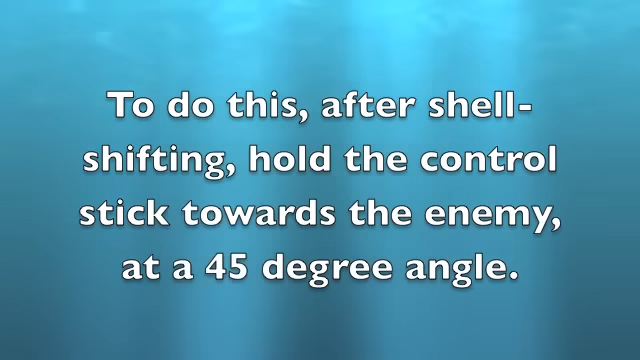 To do this, after shell-
shifting, hold the control
stick towards the enemy,
at a 45 degree angle.